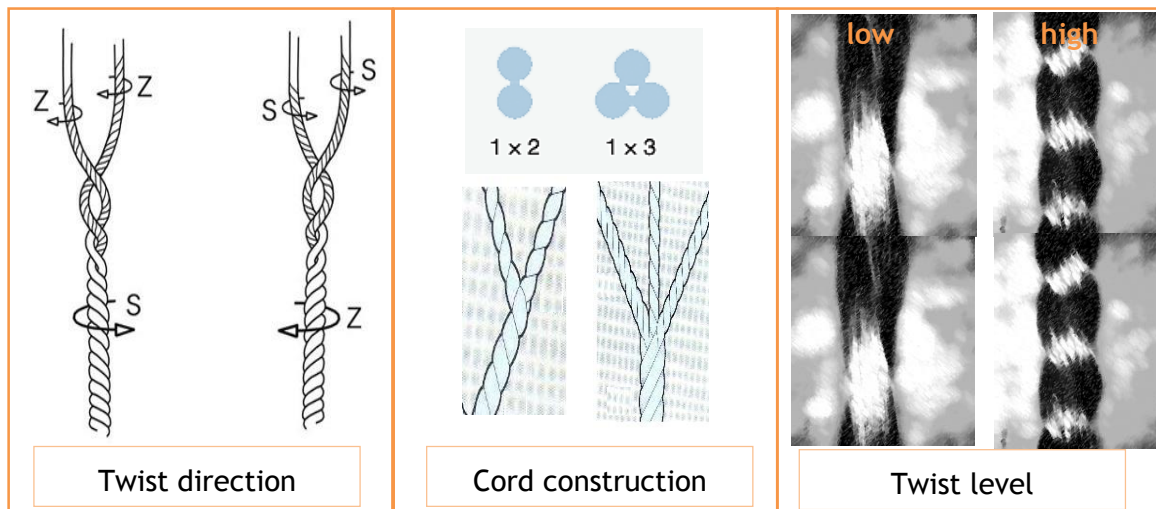 Z
Z
S
S
S
Z
1 × 2
1 × 3
low
high
Twist direction
Cord construction
Twist level